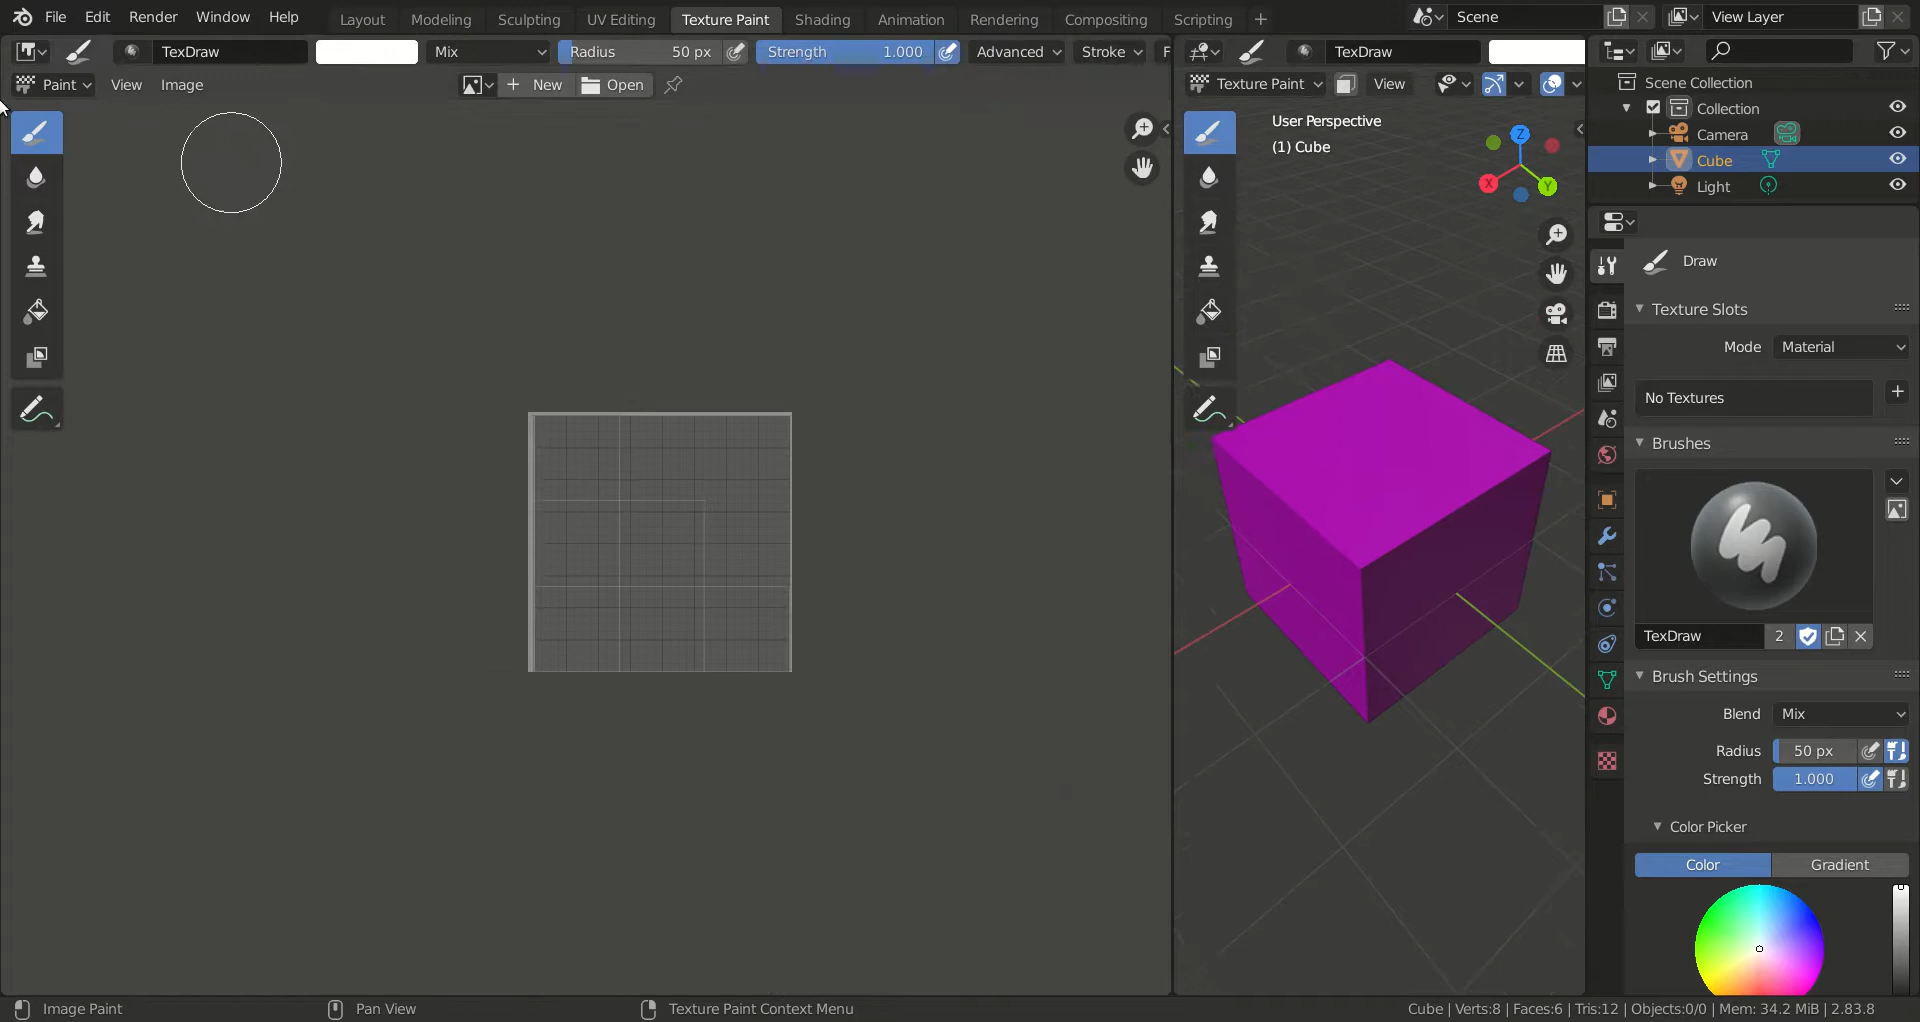 File Edit Render Window Help Layout Modeling Sculpting UV Editing Texture Paint Shading Animation Rendering Compositing Scripting + Scene View Layer
TexDraw Mix Radius 50 px Strength 1.000 Advanced Stroke F TexDraw
Paint View Image + New Open Texture Paint View
User Perspective
(1) Cube
Z
X
Y
Scene Collection
Collection
Camera
Cube
Light
Draw
Texture Slots
Mode Material
No Textures +
Brushes
TexDraw 2
Brush Settings
Blend Mix
Radius 50 px
Strength 1.000
Color Picker
Color Gradient
Image Paint Pan View Texture Paint Context Menu Cube | Verts:8 | Faces:6 | Tris:12 | Objects:0/0 | Mem: 34.2 MiB | 2.83.8